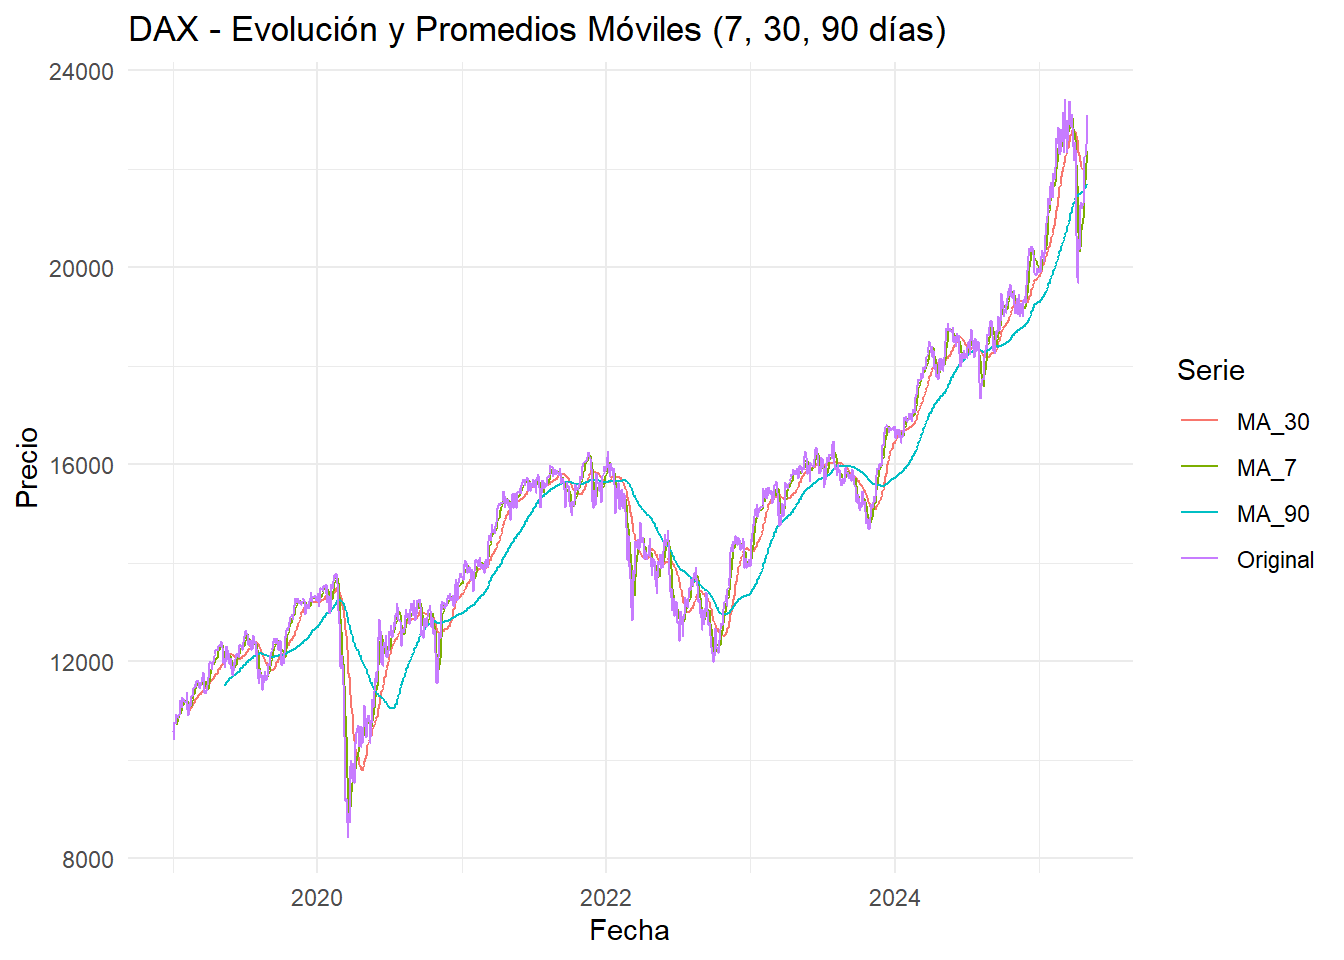 DAX - Evolución y Promedios Móviles (7, 30, 90 días)
24000
20000
16000
12000
8000
Precio
2020
2022
2024
Fecha
Serie
MA_30
MA_7
MA_90
Original